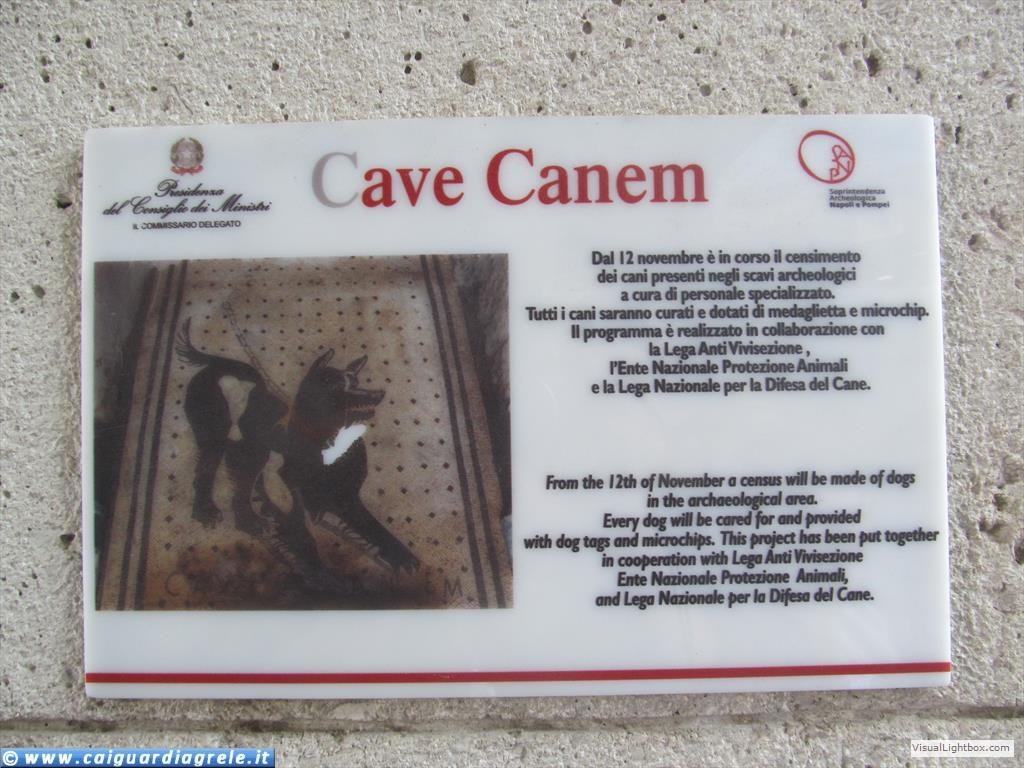 Presidenza
del Consiglio dei Ministri
IL COMMISSARIO DELEGATO
Cave Canem
Soprintendenza
Archeologica
Napoli e Pompei
Dal 12 novembre è in corso il censimento
dei cani presenti negli scavi archeologici
a cura di personale specializzato.
Tutti i cani saranno curati e dotati di medaglietta e microchip.
Il programma è realizzato in collaborazione con
la Lega Anti Vivisezione ,
l'Ente Nazionale Protezione Animali
e la Lega Nazionale per la Difesa del Cane.
From the 12th of November a census will be made of dogs
in the archaeological area.
Every dog will be cared for and provided
with dog tags and microchips. This project has been put together
in cooperation with Lega Anti Vivisezione
Ente Nazionale Protezione Animali,
and Lega Nazionale per la Difesa del Cane.
© www.caiguardiagrele.it
VisualLightbox.com